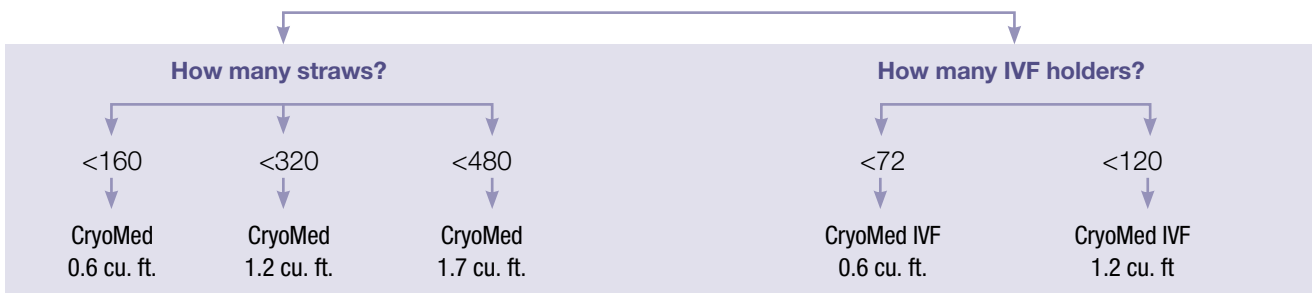 How many straws?
How many IVF holders?
<160
<320
<480
<72
<120
CryoMed
0.6 cu. ft.
CryoMed
1.2 cu. ft.
CryoMed
1.7 cu. ft.
CryoMed IVF
0.6 cu. ft.
CryoMed IVF
1.2 cu. ft